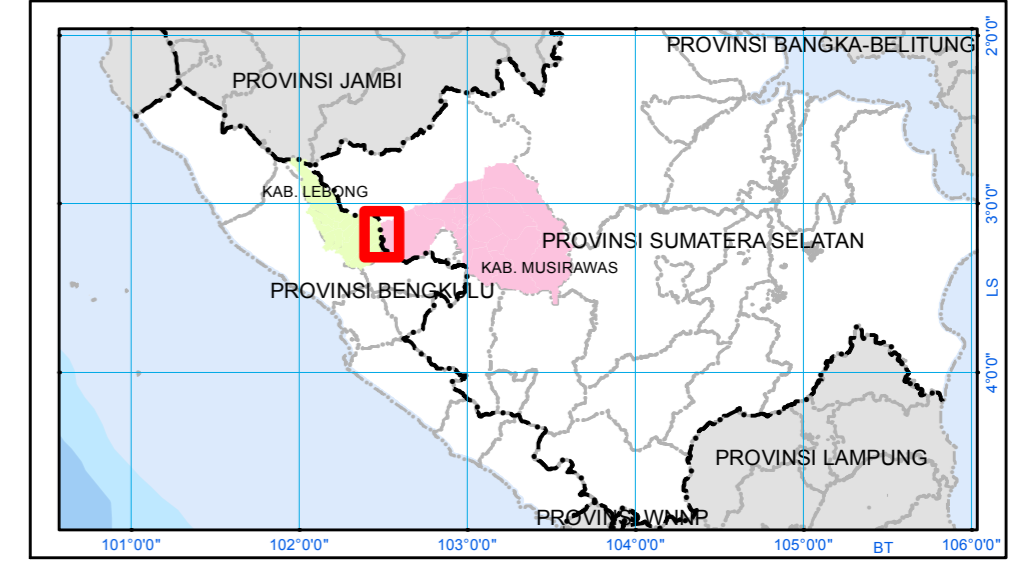 2°0'0"
PROVINSI BANGKA-BELITUNG
PROVINSI JAMBI
KAB. LEBONG
3°0'0"
PROVINSI SUMATERA SELATAN
KAB. MUSIRAWAS
PROVINSI BENGKULU
LS
4°0'0"
PROVINSI LAMPUNG
PROVINSI WNNP
101°0'0"
102°0'0"
103°0'0"
104°0'0"
105°0'0"
BT
106°0'0"